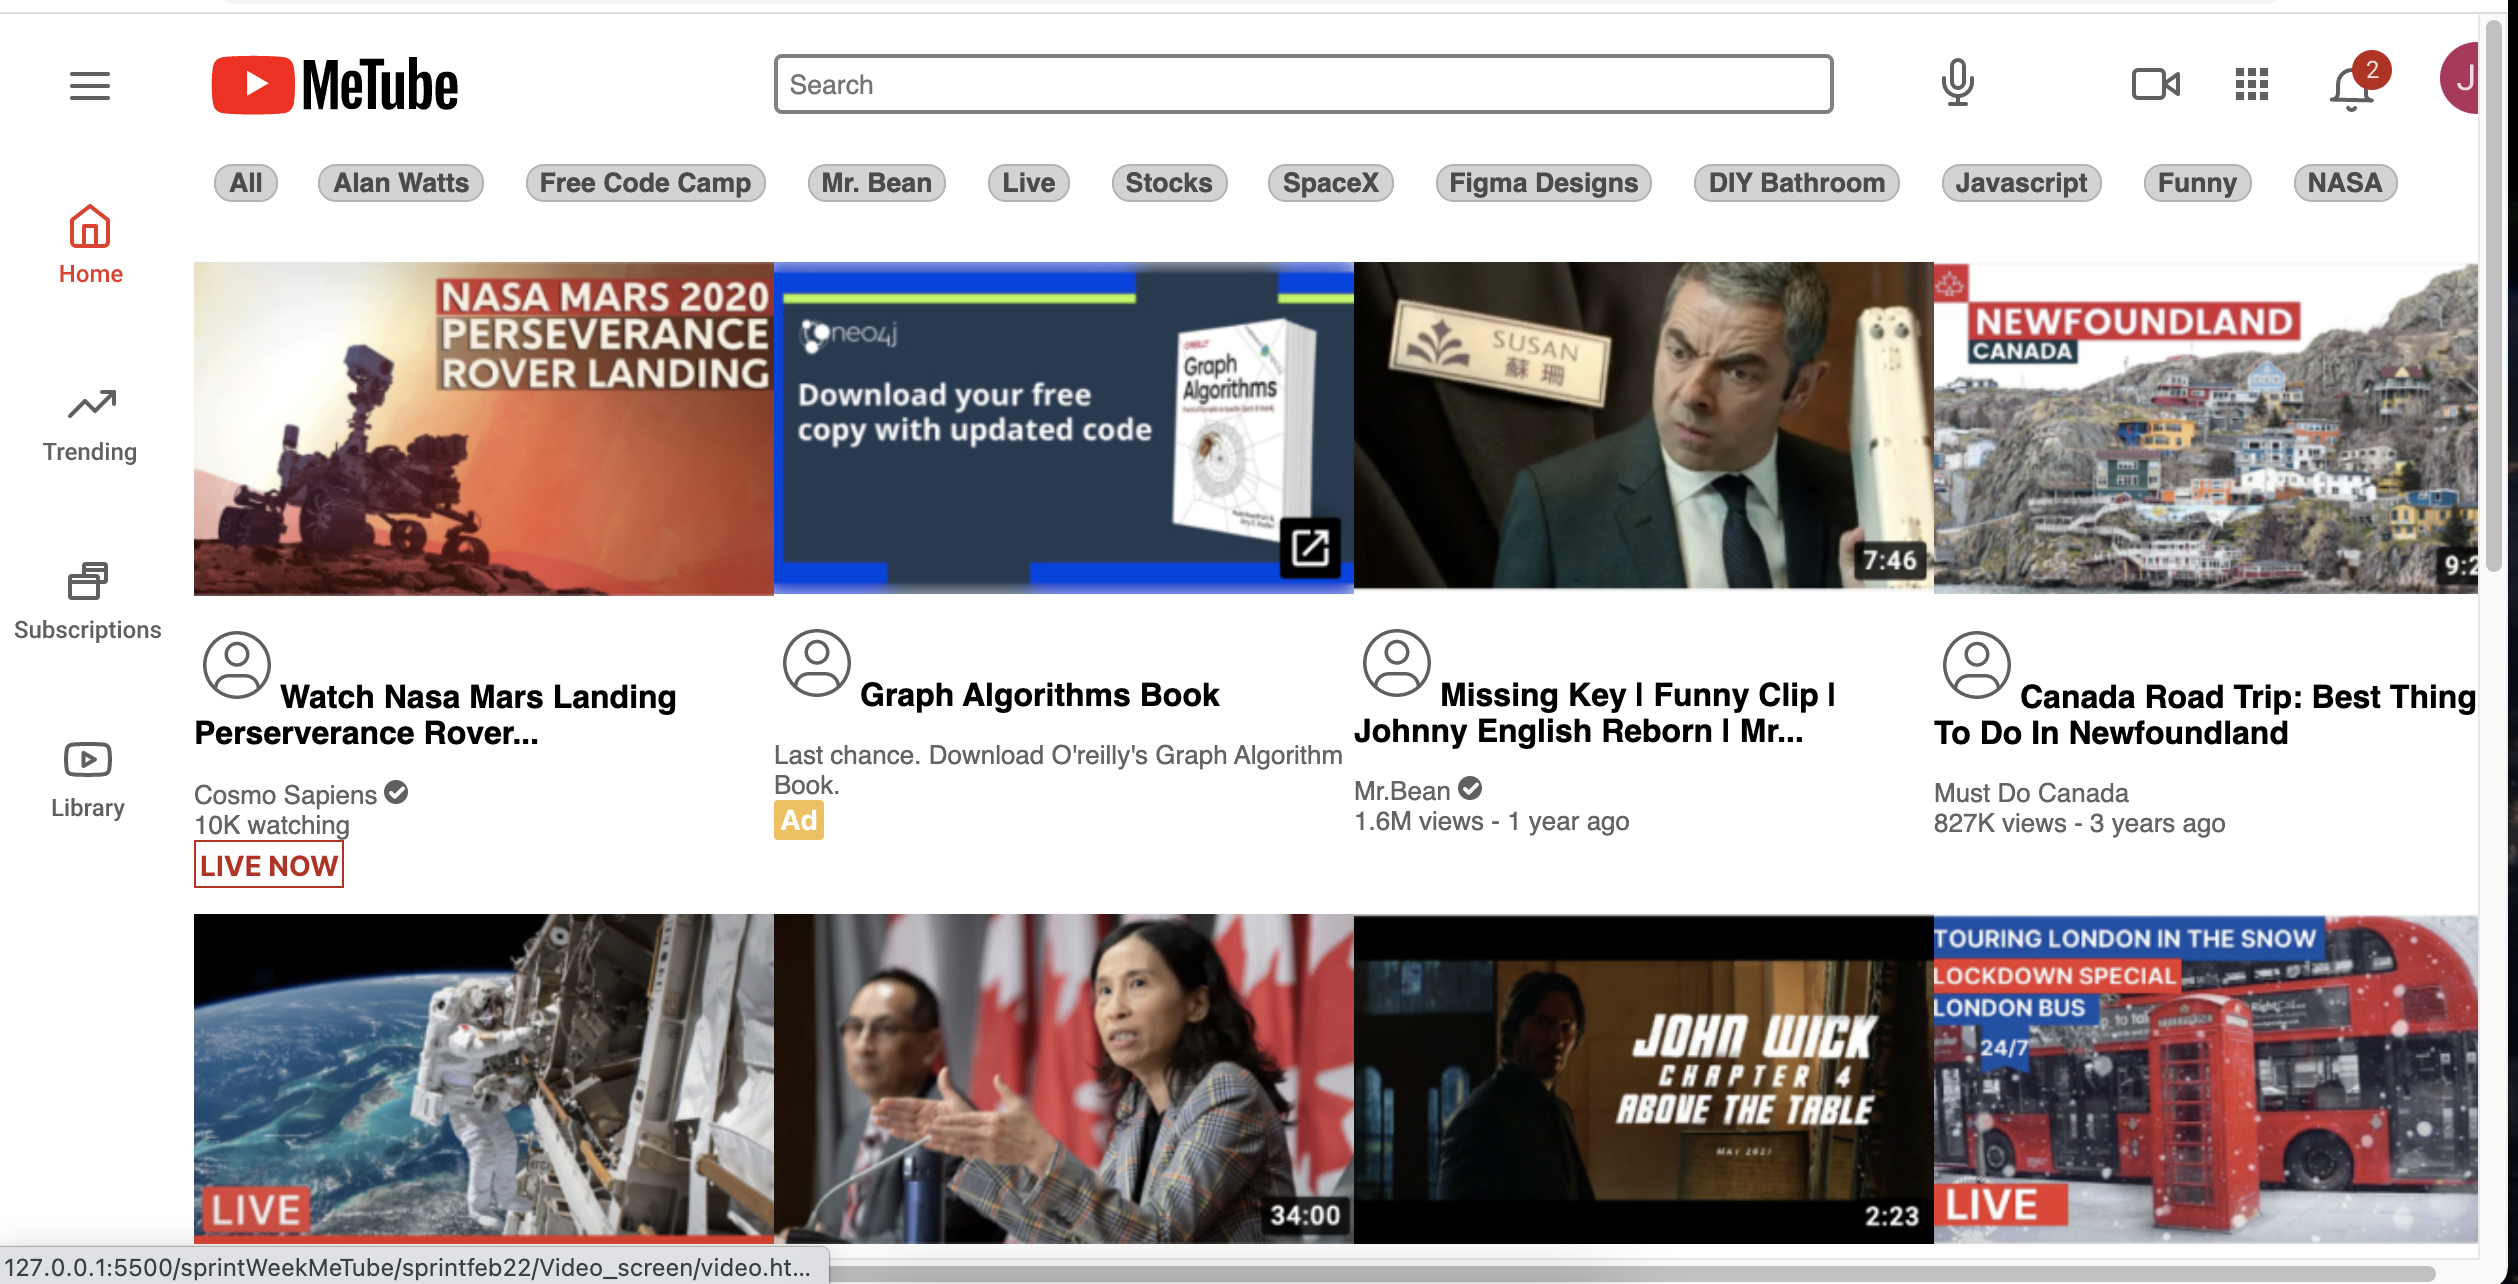 MeTube
Search
2
J
All
Alan Watts
Free Code Camp
Mr. Bean
Live
Stocks
SpaceX
Figma Designs
DIY Bathroom
Javascript
Funny
NASA
Home
Trending
Subscriptions
Library
NASA MARS 2020
PERSEVERANCE
ROVER LANDING
neo4j
Download your free
copy with updated code
O'REILLY
Graph
Algorithms
SUSAN
蘇珊
7:46
NEWFOUNDLAND
CANADA
9:2
Watch Nasa Mars Landing
Perserverance Rover...
Cosmo Sapiens
10K watching
LIVE NOW
Graph Algorithms Book
Last chance. Download O'reilly's Graph Algorithm
Book.
Ad
Missing Key l Funny Clip l
Johnny English Reborn l Mr...
Mr.Bean
1.6M views - 1 year ago
Canada Road Trip: Best Thing
To Do In Newfoundland
Must Do Canada
827K views - 3 years ago
LIVE
34:00
JOHN WICK
CHAPTER 4
ABOVE THE TABLE
MAY 2021
2:23
TOURING LONDON IN THE SNOW
LOCKDOWN SPECIAL
LONDON BUS
24/7
TELEPHONE
LIVE
127.0.0.1:5500/sprintWeekMeTube/sprintfeb22/Video_screen/video.ht...